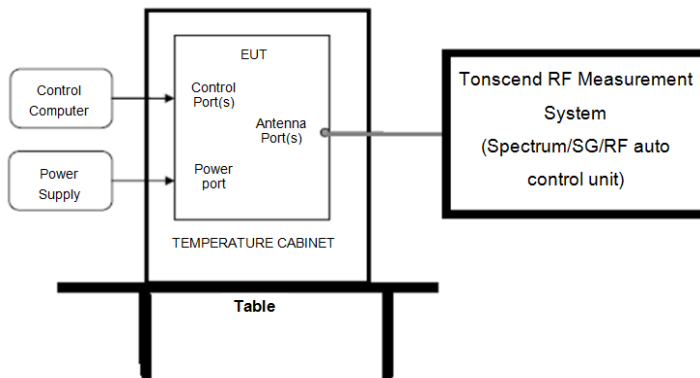 EUT
Control
Computer
Control
Port(s)
Antenna
Port(s)
Power
Supply
Power
port
TEMPERATURE CABINET
Table
Tonscend RF Measurement
System
(Spectrum/SG/RF auto
control unit)